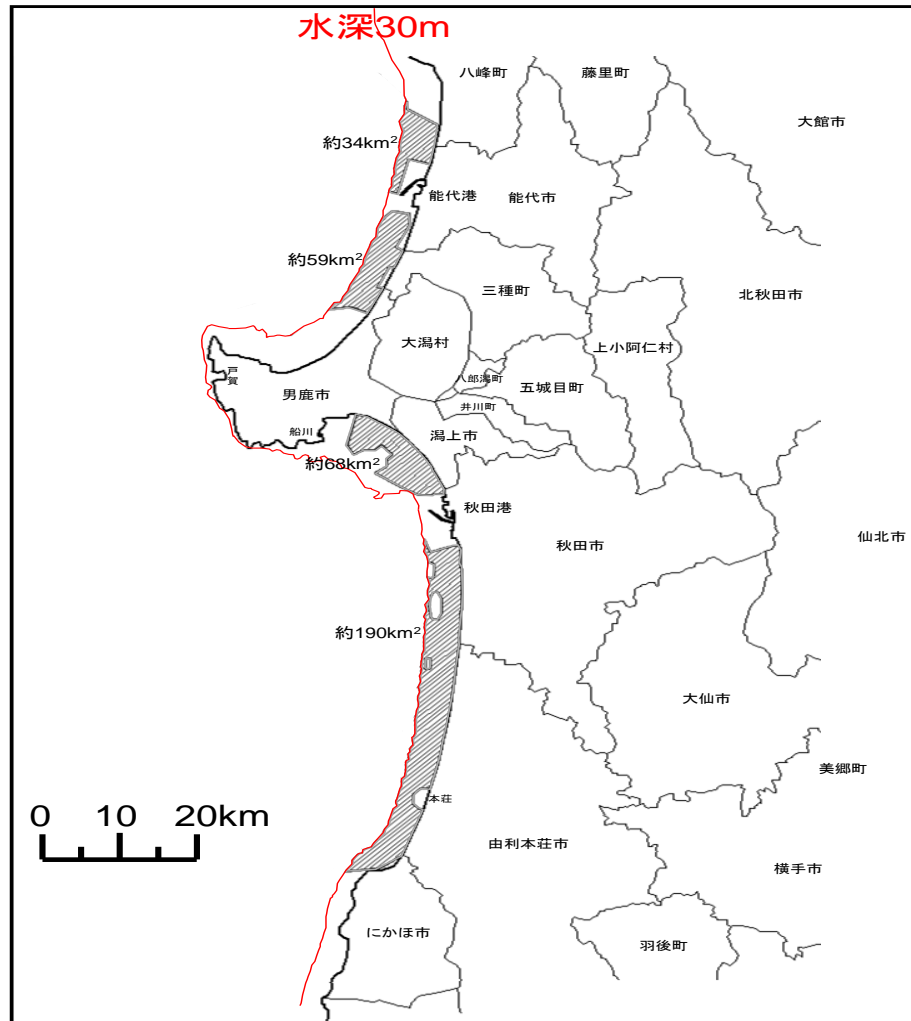 水深30m
八峰町
藤里町
大館市
約34km²
能代港
能代市
約59km²
三種町
北秋田市
大潟村
上小阿仁村
戸賀
八郎潟町
五城目町
男鹿市
井川町
船川
潟上市
約68km²
秋田港
秋田市
仙北市
約190km²
大仙市
美郷町
本荘
0 10 20km
由利本荘市
横手市
にかほ市
羽後町